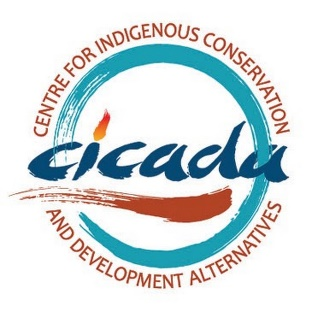 CENTRE FOR INDIGENOUS CONSERVATION
cicada
AND DEVELOPMENT ALTERNATIVES